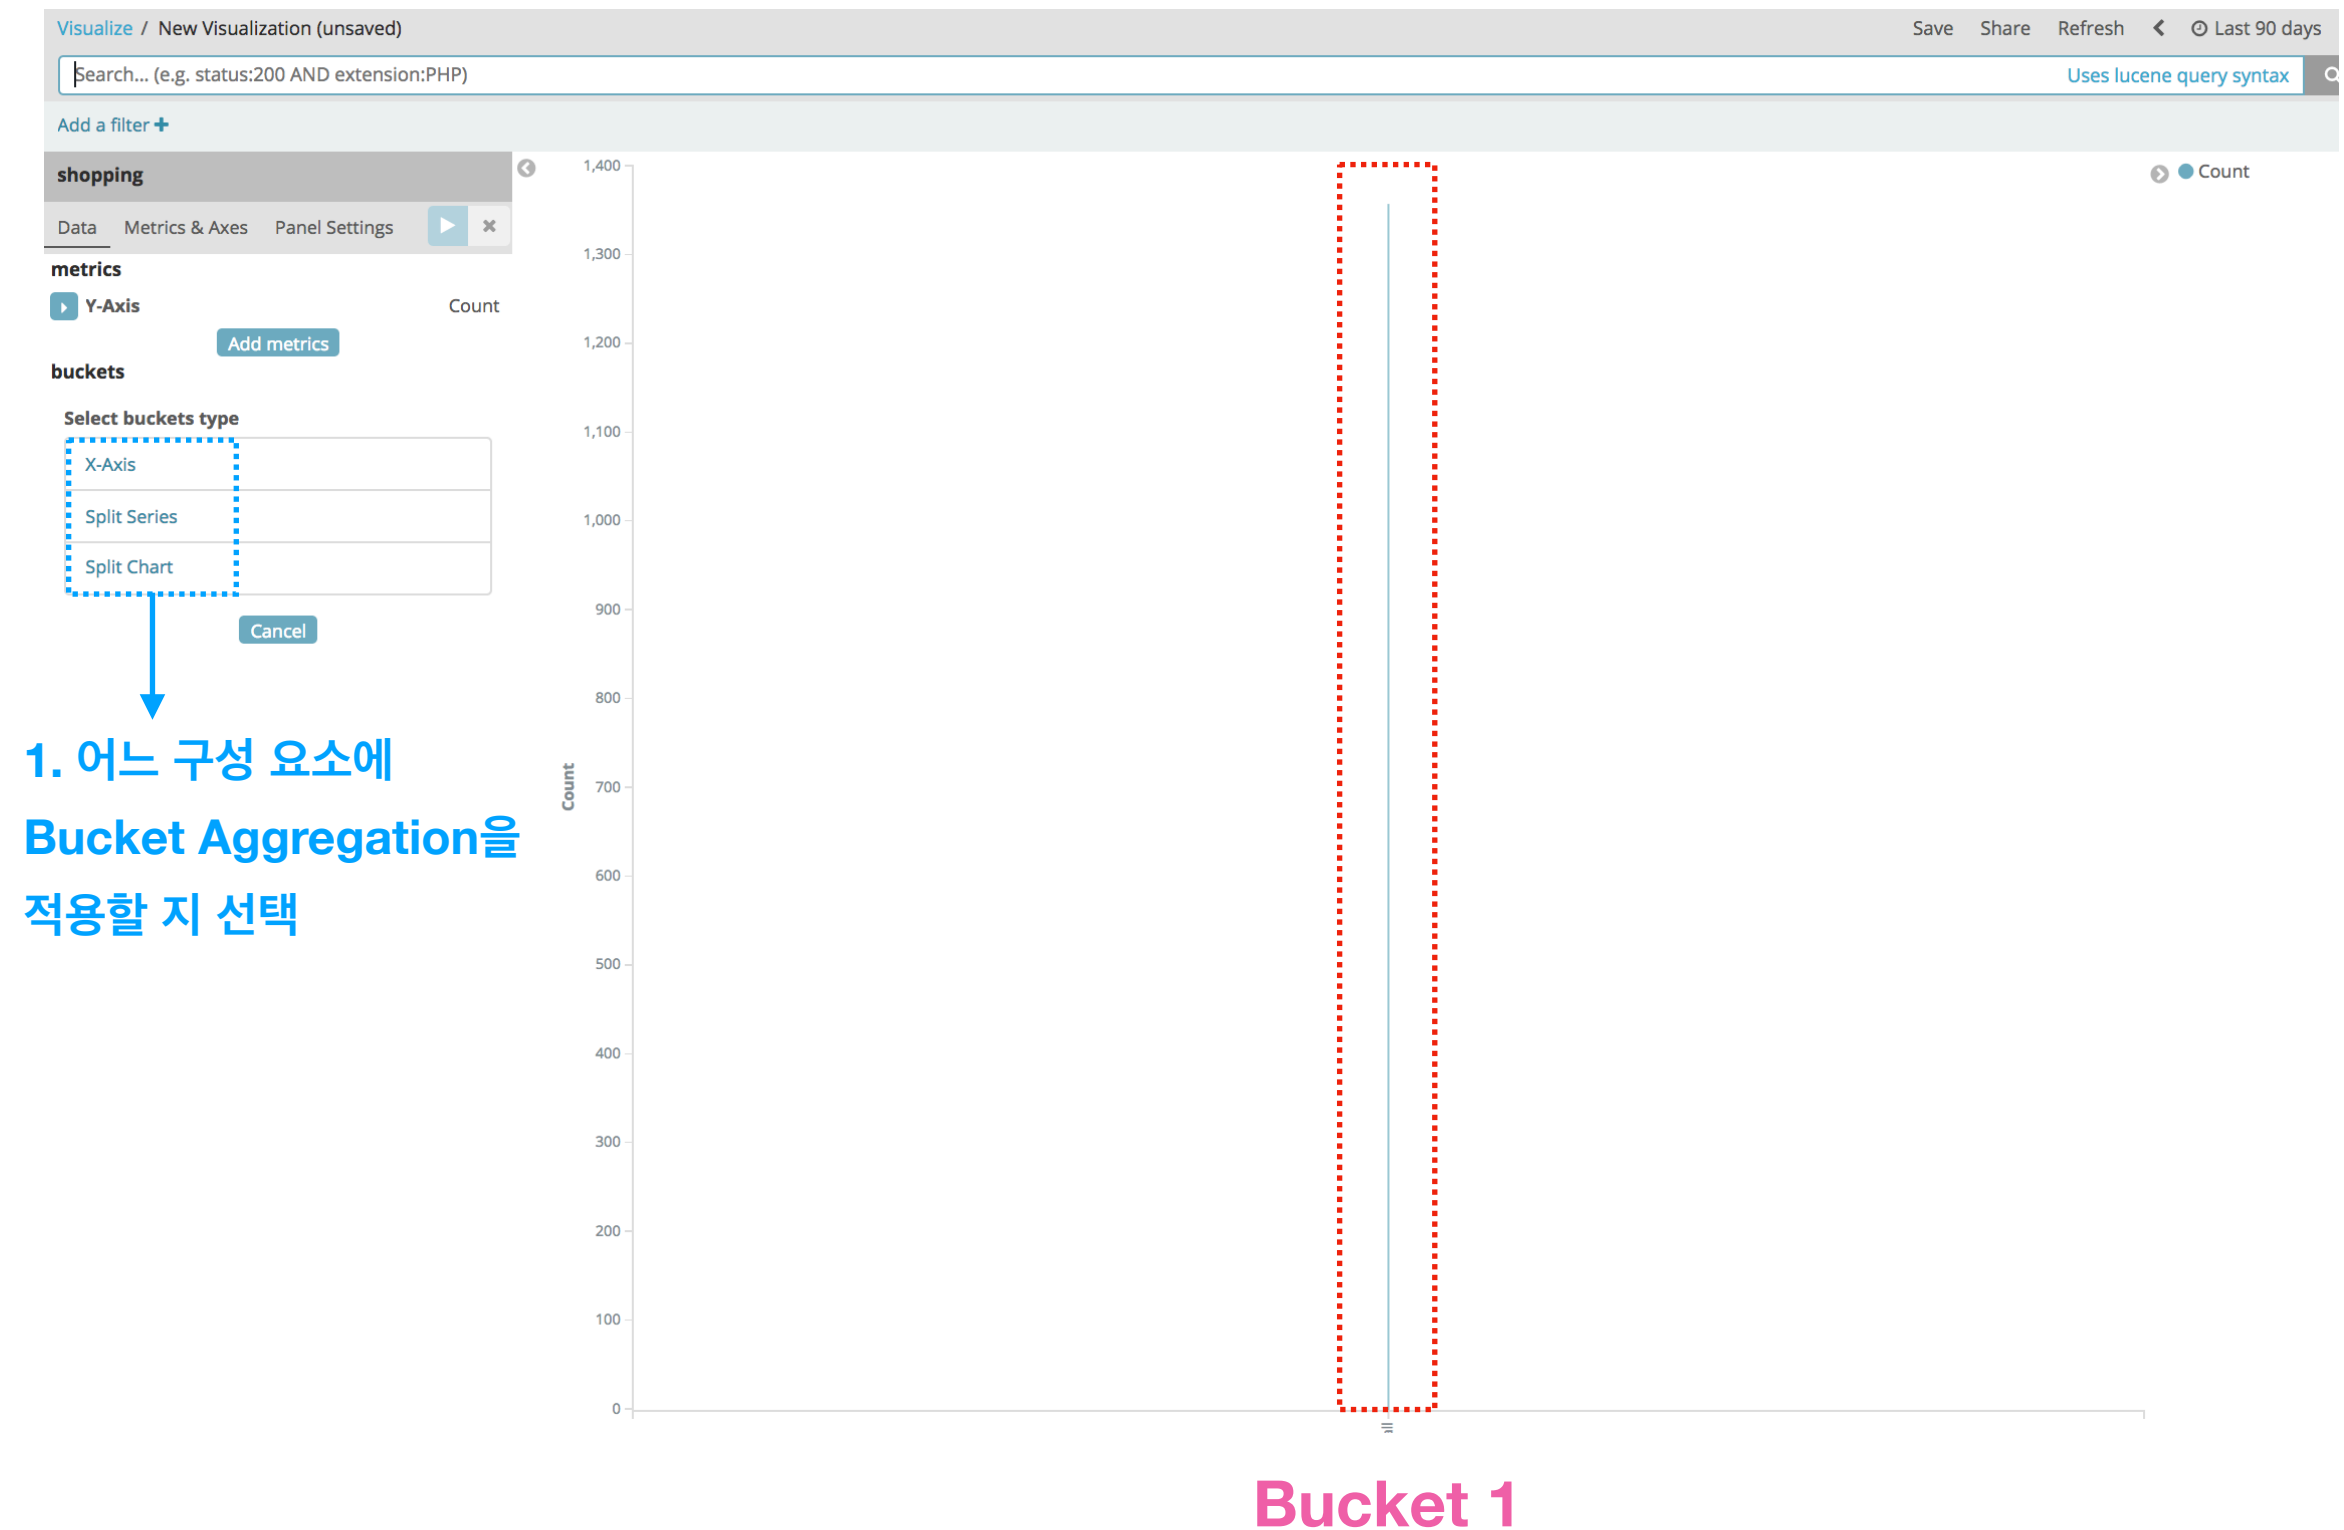 Visualize / New Visualization (unsaved)
Save Share Refresh Last 90 days
Search... (e.g. status:200 AND extension:PHP)
Uses lucene query syntax
Add a filter
shopping
Data Metrics & Axes Panel Settings
metrics
Y-Axis Count
Add metrics
buckets
Select buckets type
X-Axis
Split Series
Split Chart
Cancel
1. 어느 구성 요소에
Bucket Aggregation을
적용할 지 선택
1,400
1,300
1,200
1,100
1,000
900
800
700
600
500
400
300
200
100
0
Count
Count
Bucket 1